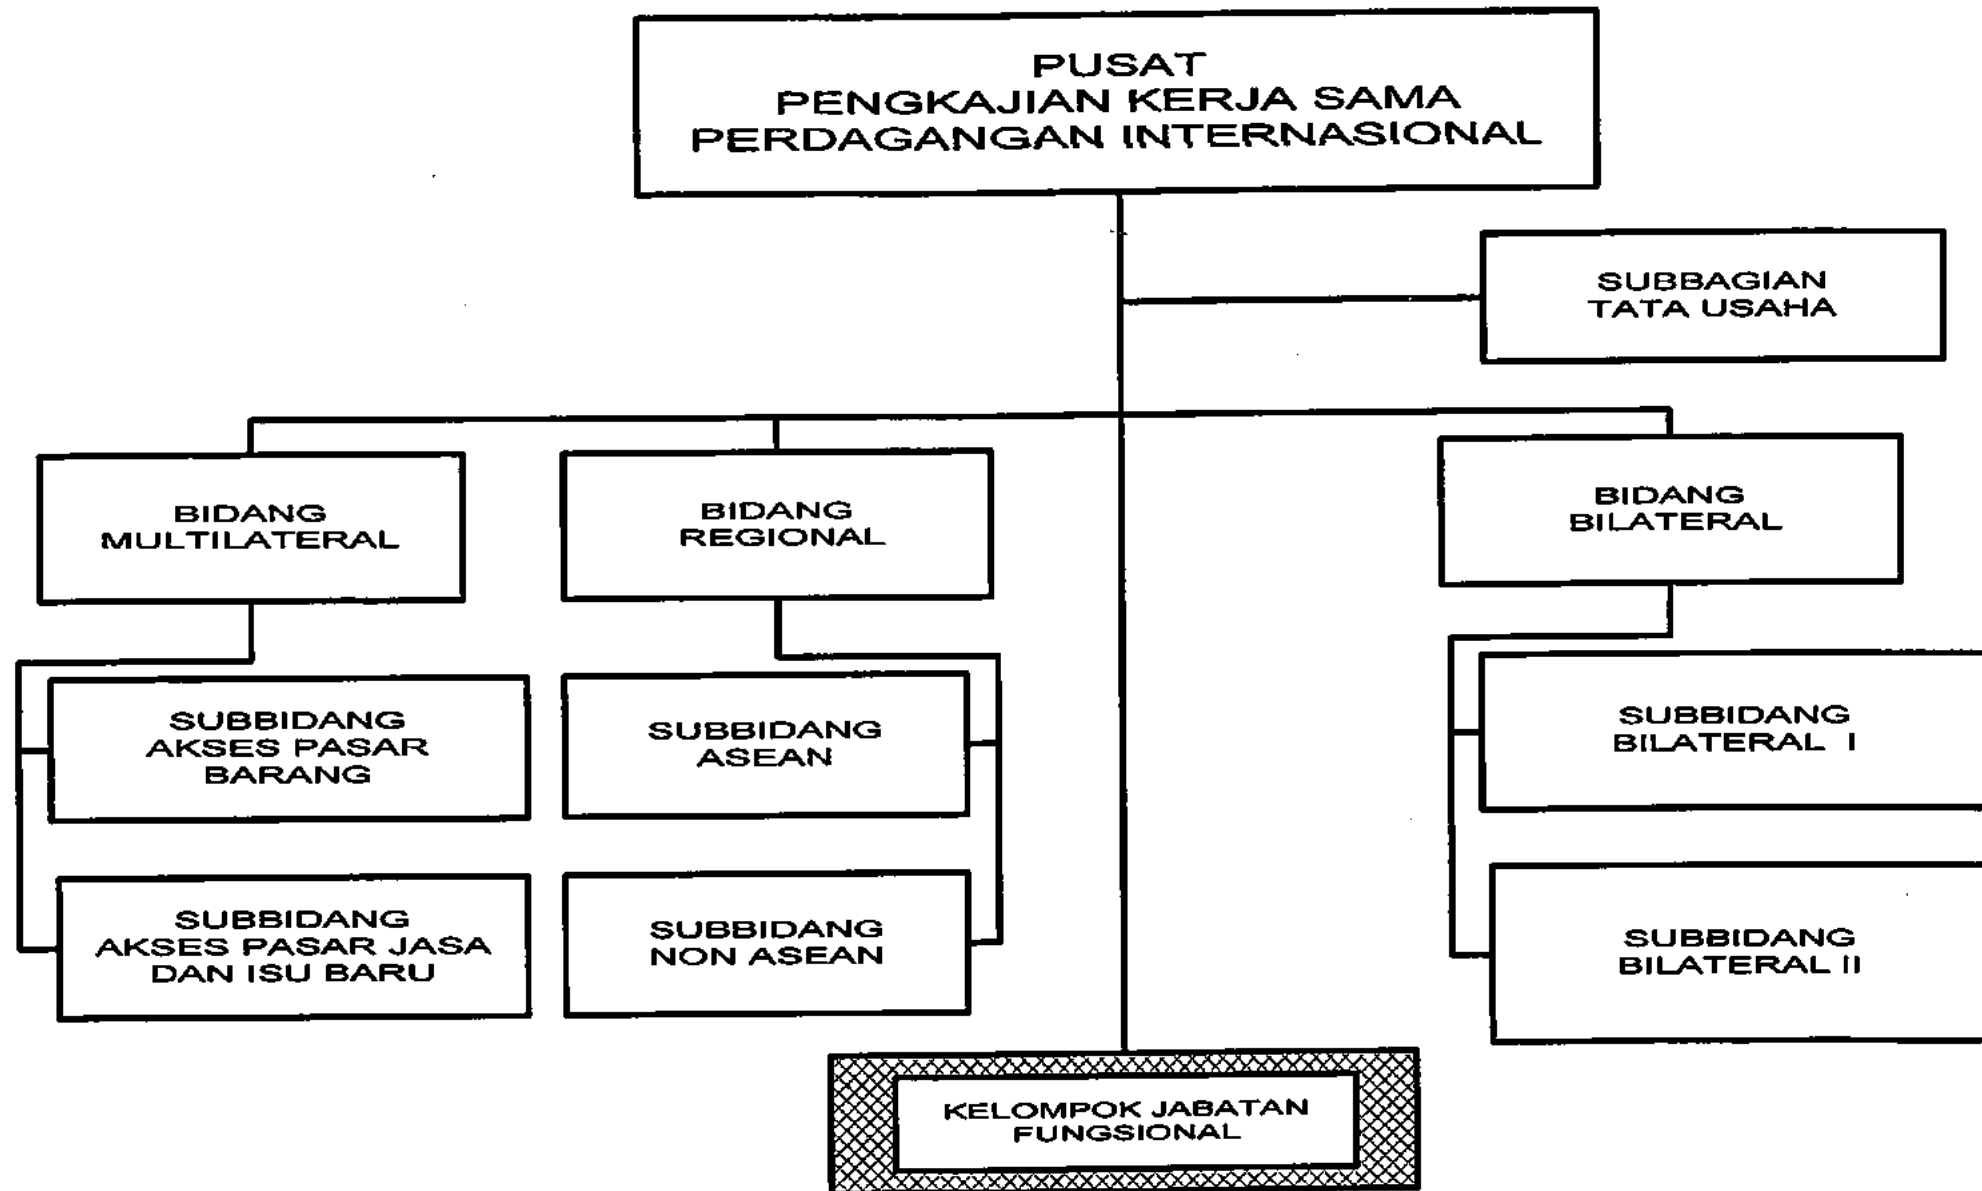 PUSAT
PENGKAJIAN KERJA SAMA
PERDAGANGAN INTERNASIONAL
SUBBAGIAN
TATA USAHA
BIDANG
MULTILATERAL
BIDANG
REGIONAL
BIDANG
BILATERAL
SUBBIDANG
AKSES PASAR
BARANG
SUBBIDANG
ASEAN
SUBBIDANG
BILATERAL I
SUBBIDANG
AKSES PASAR JASA
DAN ISU BARU
SUBBIDANG
NON ASEAN
SUBBIDANG
BILATERAL II
KELOMPOK JABATAN
FUNGSIONAL